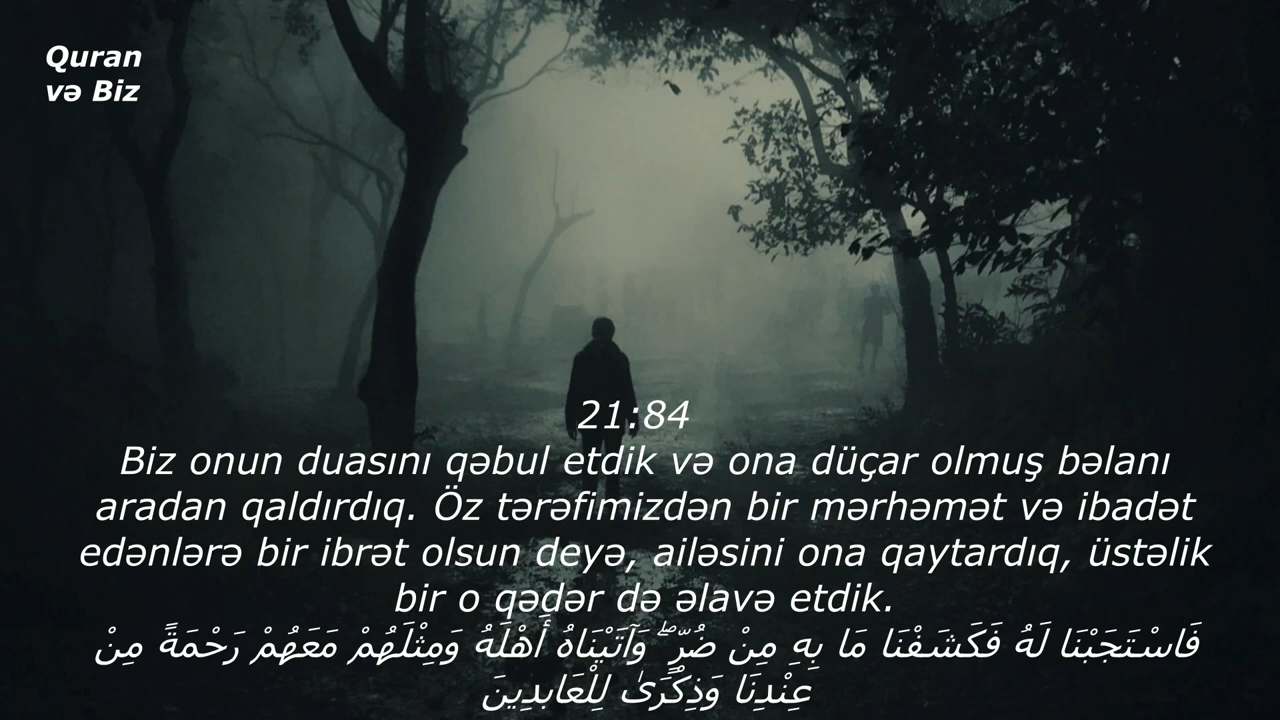 Quran
və Biz
21:84
Biz onun duasını qəbul etdik və ona düçar olmuş bəlanı
aradan qaldırdıq. Öz tərəfimizdən bir mərhəmət və ibadət
edənlərə bir ibrət olsun deyə, ailəsini ona qaytardıq, üstəlik
bir o qədər də əlavə etdik.
فَاسْتَجَبْنَا لَهُ فَكَشَفْنَا مَا بِهِ مِنْ ضُرٍّ ۖ وَآتَيْنَاهُ أَهْلَهُ وَمِثْلَهُمْ مَعَهُمْ رَحْمَةً مِنْ
عِنْدِنَا وَذِكْرَىٰ لِلْعَابِدِينَ